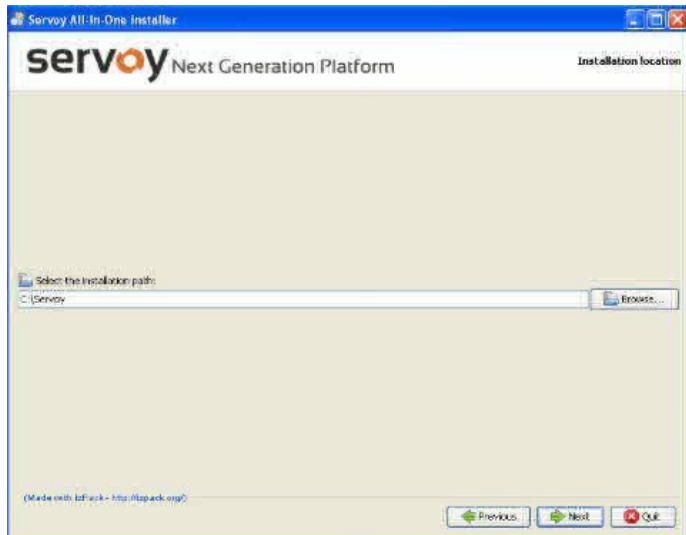 Servoy All-In-One Installer
servoy Next Generation Platform
Installation location
Select the installation path:
C:\Servoy
Browse...
(Made with IzPack - http://izpack.org/)
Previous
Next
Quit